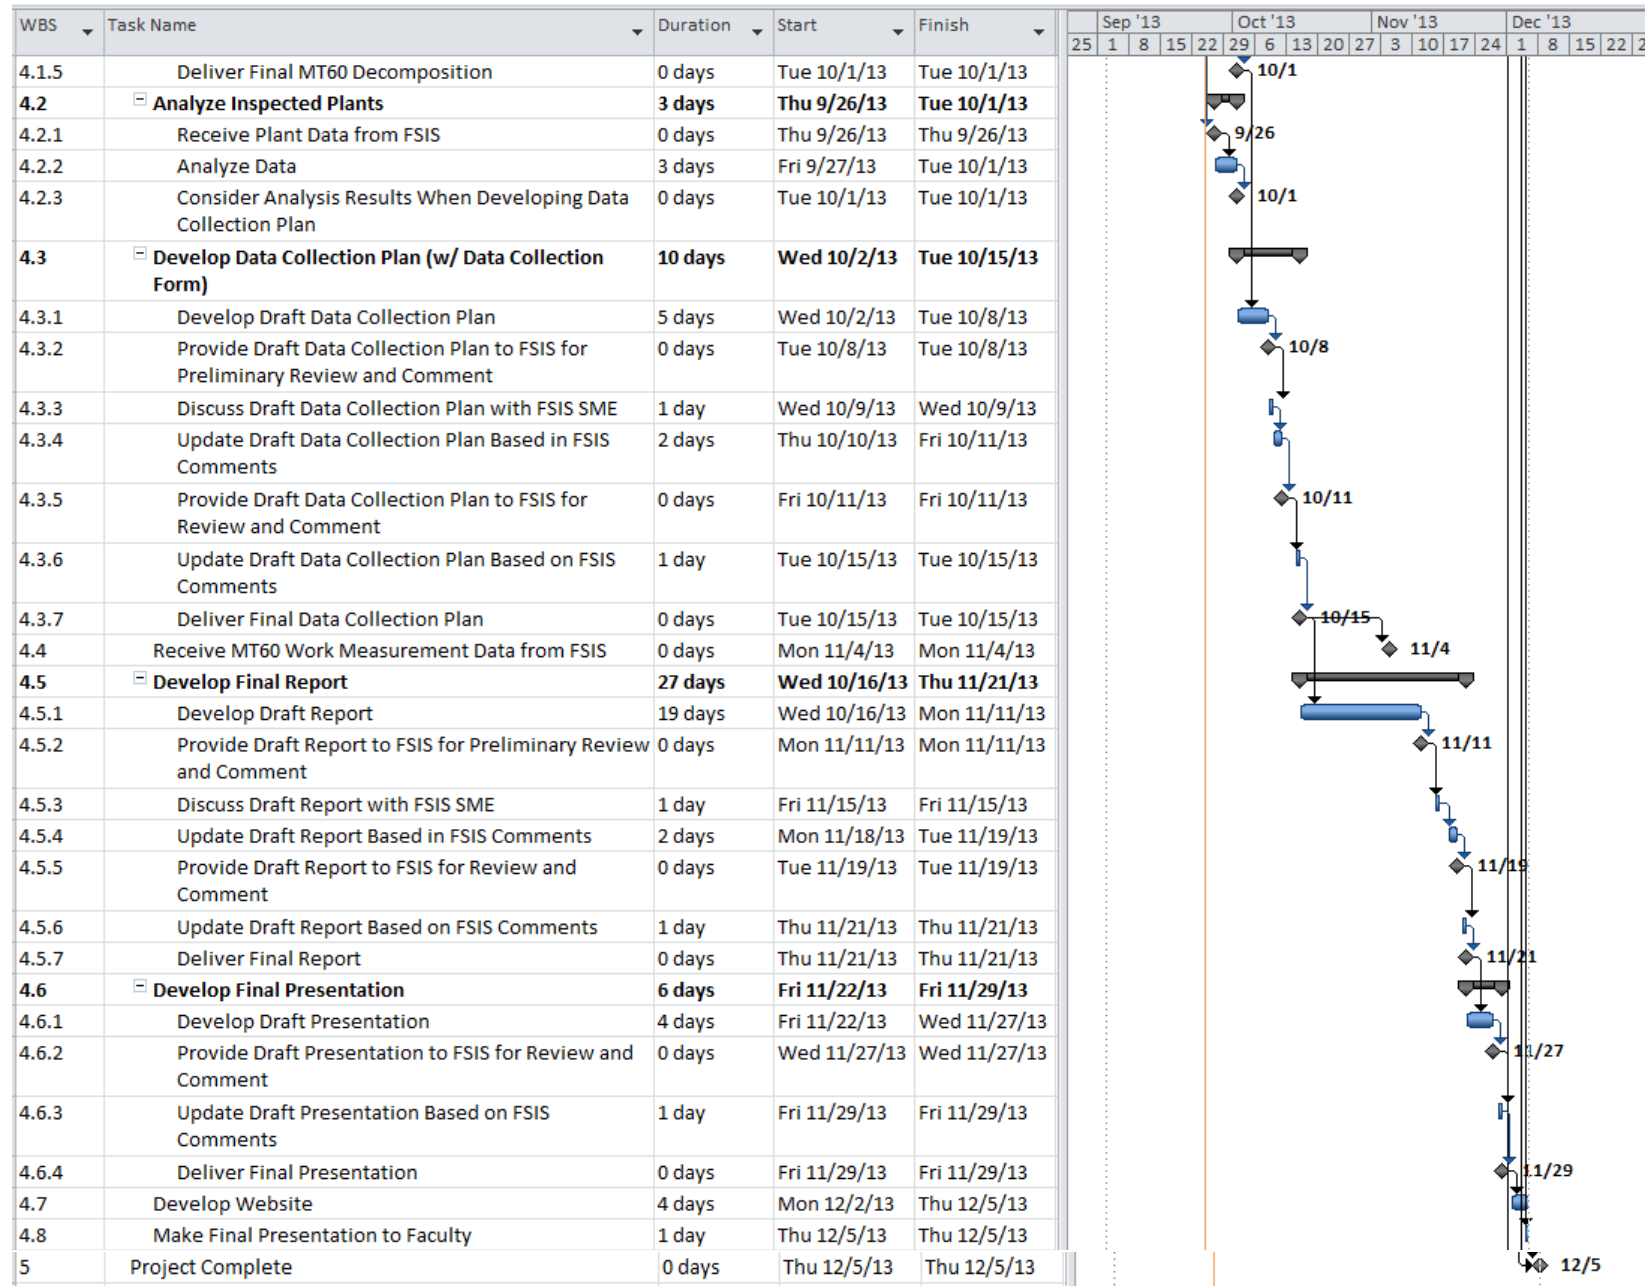 WBS Task Name Duration Start Finish Sep '13 Oct '13 Nov '13 Dec '13
25 1 8 15 22 29 6 13 20 27 3 10 17 24 1 8 15 22 2
4.1.5 Deliver Final MT60 Decomposition 0 days Tue 10/1/13 Tue 10/1/13 10/1
4.2 Analyze Inspected Plants 3 days Thu 9/26/13 Tue 10/1/13
4.2.1 Receive Plant Data from FSIS 0 days Thu 9/26/13 Thu 9/26/13 9/26
4.2.2 Analyze Data 3 days Fri 9/27/13 Tue 10/1/13
4.2.3 Consider Analysis Results When Developing Data 0 days Tue 10/1/13 Tue 10/1/13 10/1
Collection Plan
4.3 Develop Data Collection Plan (w/ Data Collection 10 days Wed 10/2/13 Tue 10/15/13
Form)
4.3.1 Develop Draft Data Collection Plan 5 days Wed 10/2/13 Tue 10/8/13
4.3.2 Provide Draft Data Collection Plan to FSIS for 0 days Tue 10/8/13 Tue 10/8/13 10/8
Preliminary Review and Comment
4.3.3 Discuss Draft Data Collection Plan with FSIS SME 1 day Wed 10/9/13 Wed 10/9/13
4.3.4 Update Draft Data Collection Plan Based in FSIS 2 days Thu 10/10/13 Fri 10/11/13
Comments
4.3.5 Provide Draft Data Collection Plan to FSIS for 0 days Fri 10/11/13 Fri 10/11/13 10/11
Review and Comment
4.3.6 Update Draft Data Collection Plan Based on FSIS 1 day Tue 10/15/13 Tue 10/15/13
Comments
4.3.7 Deliver Final Data Collection Plan 0 days Tue 10/15/13 Tue 10/15/13 10/15
4.4 Receive MT60 Work Measurement Data from FSIS 0 days Mon 11/4/13 Mon 11/4/13 11/4
4.5 Develop Final Report 27 days Wed 10/16/13 Thu 11/21/13
4.5.1 Develop Draft Report 19 days Wed 10/16/13 Mon 11/11/13
4.5.2 Provide Draft Report to FSIS for Preliminary Review 0 days Mon 11/11/13 Mon 11/11/13 11/11
and Comment
4.5.3 Discuss Draft Report with FSIS SME 1 day Fri 11/15/13 Fri 11/15/13
4.5.4 Update Draft Report Based in FSIS Comments 2 days Mon 11/18/13 Tue 11/19/13
4.5.5 Provide Draft Report to FSIS for Review and 0 days Tue 11/19/13 Tue 11/19/13 11/19
Comment
4.5.6 Update Draft Report Based on FSIS Comments 1 day Thu 11/21/13 Thu 11/21/13
4.5.7 Deliver Final Report 0 days Thu 11/21/13 Thu 11/21/13 11/21
4.6 Develop Final Presentation 6 days Fri 11/22/13 Fri 11/29/13
4.6.1 Develop Draft Presentation 4 days Fri 11/22/13 Wed 11/27/13
4.6.2 Provide Draft Presentation to FSIS for Review and 0 days Wed 11/27/13 Wed 11/27/13 11/27
Comment
4.6.3 Update Draft Presentation Based on FSIS 1 day Fri 11/29/13 Fri 11/29/13
Comments
4.6.4 Deliver Final Presentation 0 days Fri 11/29/13 Fri 11/29/13 11/29
4.7 Develop Website 4 days Mon 12/2/13 Thu 12/5/13
4.8 Make Final Presentation to Faculty 1 day Thu 12/5/13 Thu 12/5/13
5 Project Complete 0 days Thu 12/5/13 Thu 12/5/13 12/5